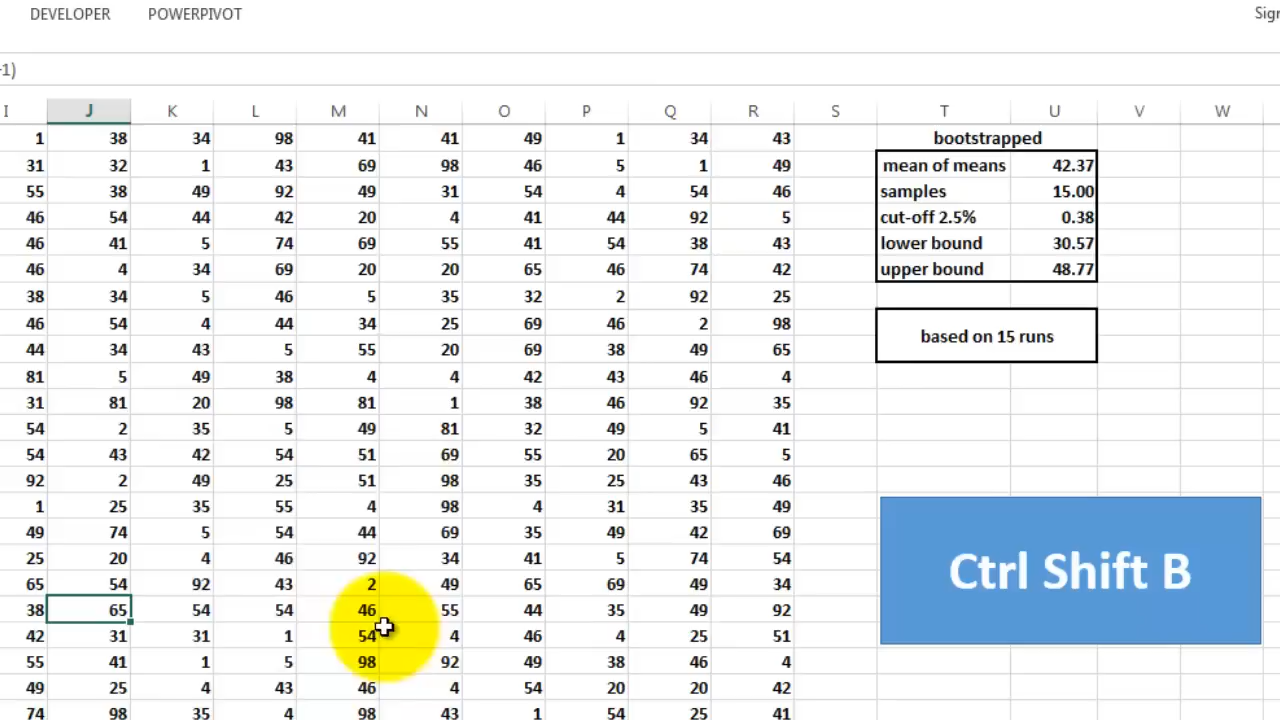 DEVELOPER POWERPIVOT Sign
-1)
I J K L M N O P Q R S T U V W
1 38 34 98 41 41 49 1 34 43 bootstrapped
31 32 1 43 69 98 46 5 1 49 mean of means 42.37
55 38 49 92 49 31 54 4 54 46 samples 15.00
46 54 44 42 20 4 41 44 92 5 cut-off 2.5% 0.38
46 41 5 74 69 55 41 54 38 43 lower bound 30.57
46 4 34 69 20 20 65 46 74 42 upper bound 48.77
38 34 5 46 5 35 32 2 92 25
46 54 4 44 34 25 69 46 2 98 based on 15 runs
44 34 43 5 55 20 69 38 49 65
81 5 49 38 4 4 42 43 46 4
31 81 20 98 81 1 38 46 92 35
54 2 35 5 49 81 32 49 5 41
54 43 42 54 51 69 55 20 65 5
92 2 49 25 51 98 35 25 43 46
1 25 35 55 4 98 4 31 35 49
49 74 5 54 44 69 35 49 42 69
25 20 4 46 92 34 41 5 74 54 Ctrl Shift B
65 54 92 43 2 49 65 69 49 34
38 65 54 54 46 55 44 35 49 92
42 31 31 1 54 4 46 4 25 51
55 41 1 5 98 92 49 38 46 4
49 25 4 43 46 4 54 20 20 42
74 98 35 4 98 43 1 54 25 41